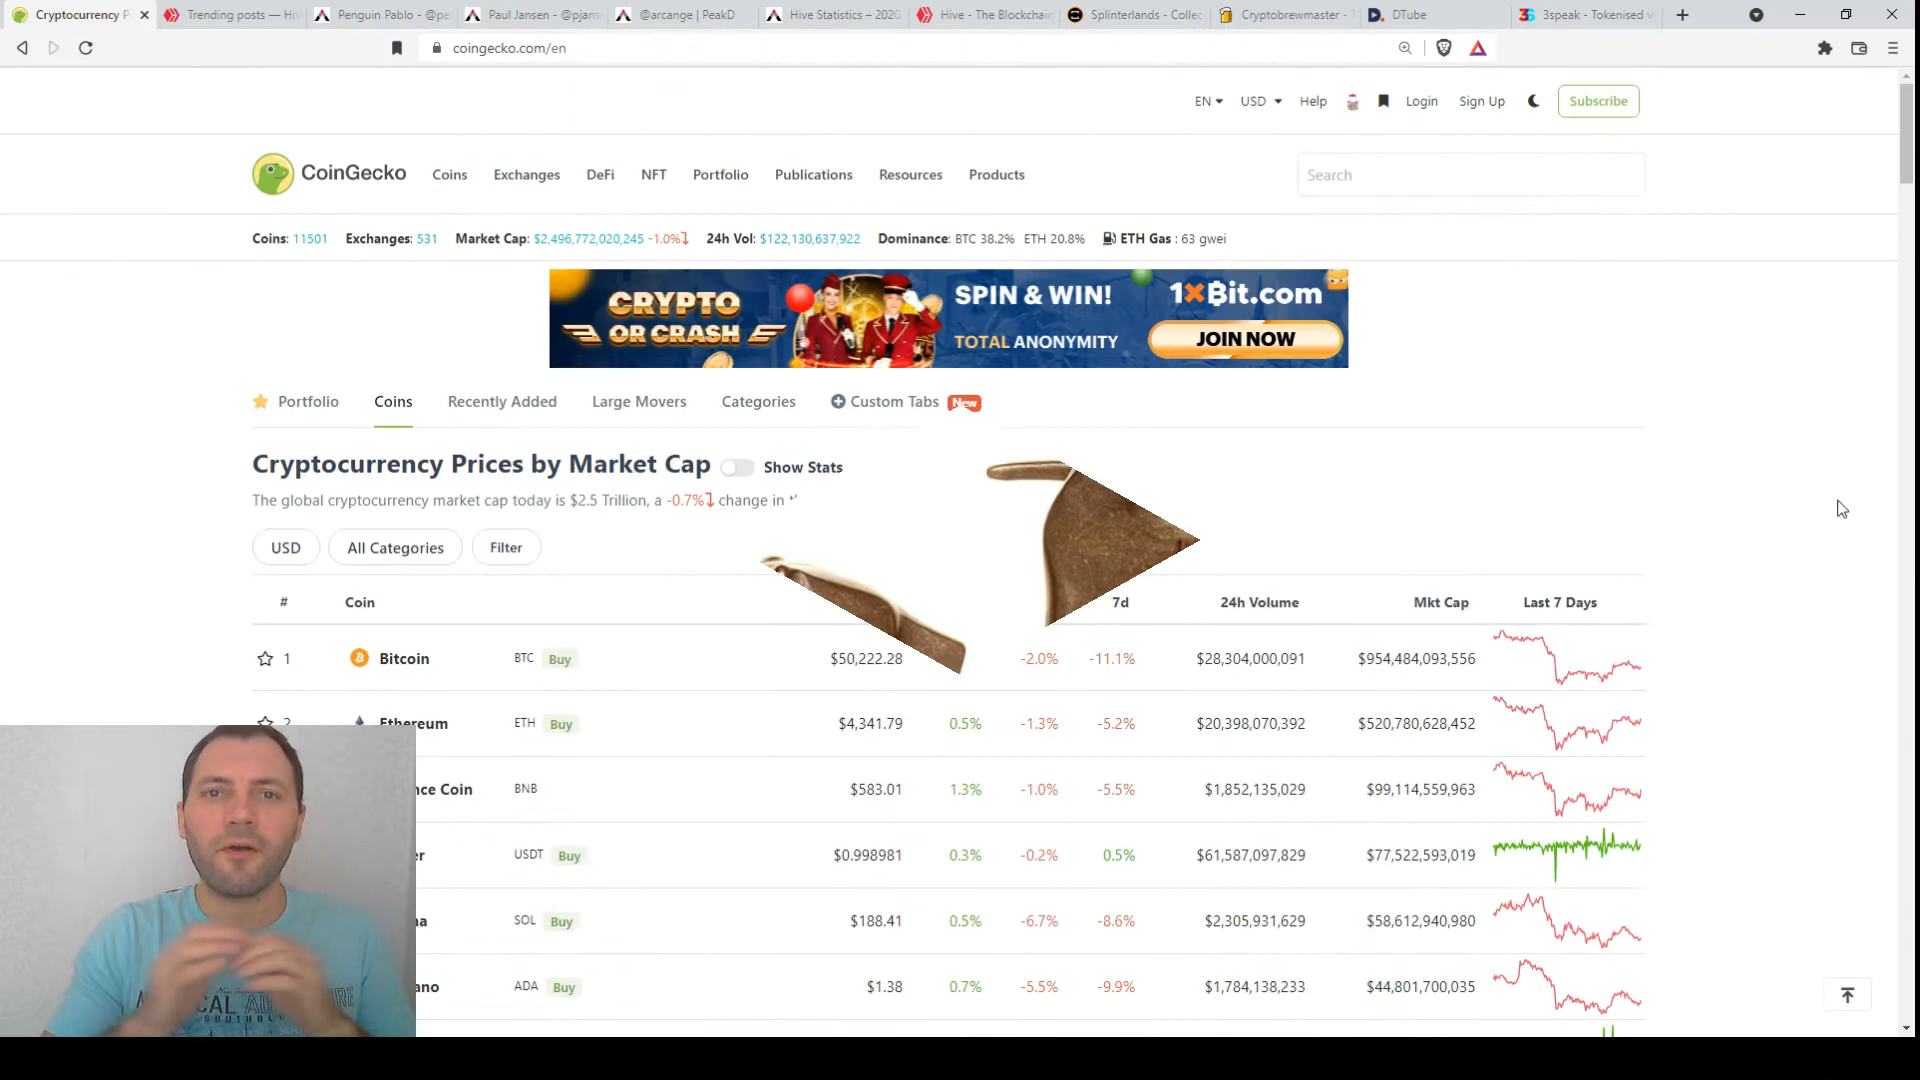 Cryptocurrency P
Trending posts — Hiv
Penguin Pablo - @pe
Paul Jansen - @pjans
@arcange | PeakD
Hive Statistics – 2020
Hive - The Blockchain
Splinterlands - Collec
Cryptobrewmaster -
DTube
3speak - Tokenised v
coingecko.com/en
EN USD Help Login Sign Up Subscribe
CoinGecko Coins Exchanges DeFi NFT Portfolio Publications Resources Products Search
Coins: 11501 Exchanges: 531 Market Cap: $2,496,772,020,245 -1.0% 24h Vol: $122,130,637,922 Dominance: BTC 38.2% ETH 20.8% ETH Gas : 63 gwei
CRYPTO
OR CRASH
SPIN & WIN!
TOTAL ANONYMITY
1XBit.com
JOIN NOW
Portfolio Coins Recently Added Large Movers Categories Custom Tabs New
Cryptocurrency Prices by Market Cap Show Stats
The global cryptocurrency market cap today is $2.5 Trillion, a -0.7% change in
USD All Categories Filter
# Coin 7d 24h Volume Mkt Cap Last 7 Days
1 Bitcoin BTC Buy $50,222.28 -2.0% -11.1% $28,304,000,091 $954,484,093,556
2 Ethereum ETH Buy $4,341.79 0.5% -1.3% -5.2% $20,398,070,392 $520,780,628,452
nce Coin BNB $583.01 1.3% -1.0% -5.5% $1,852,135,029 $99,114,559,963
er USDT Buy $0.998981 0.3% -0.2% 0.5% $61,587,097,829 $77,522,593,019
na SOL Buy $188.41 0.5% -6.7% -8.6% $2,305,931,629 $58,612,940,980
ano ADA Buy $1.38 0.7% -5.5% -9.9% $1,784,138,233 $44,801,700,035